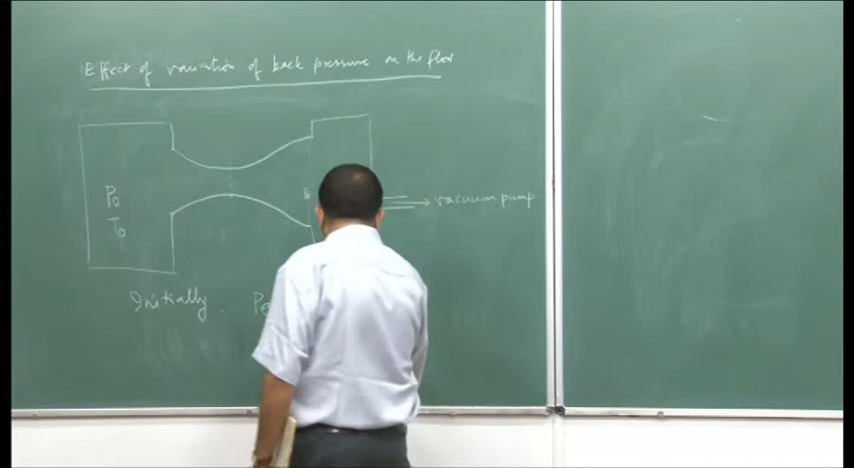 Effect of variation of back pressure on the flow
P0
T0
vacuum pump
Initially